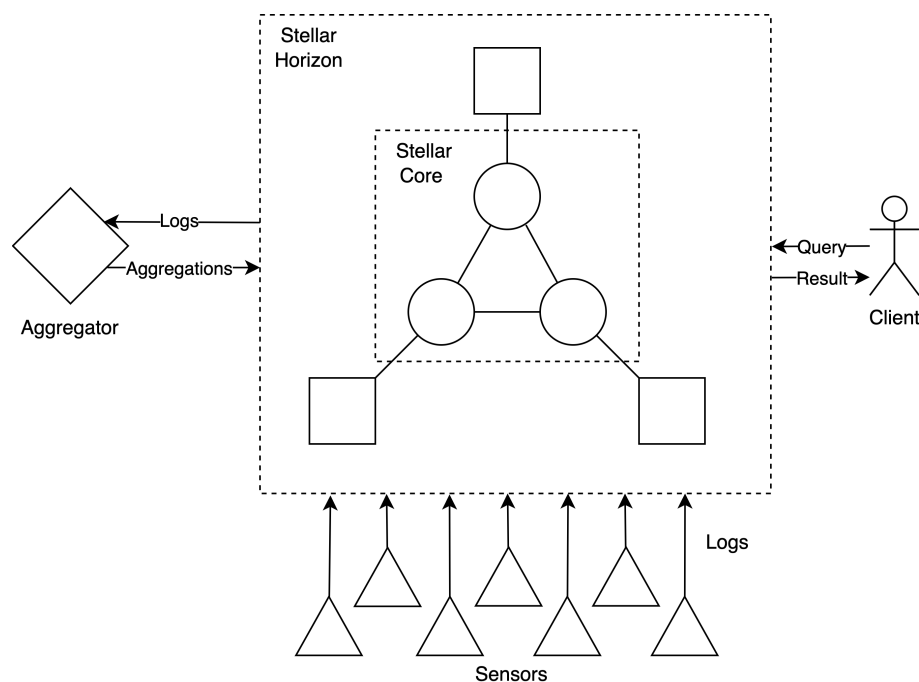 Stellar
Horizon
Stellar
Core
Logs
Aggregations
Aggregator
Query
Result
Client
Logs
Sensors